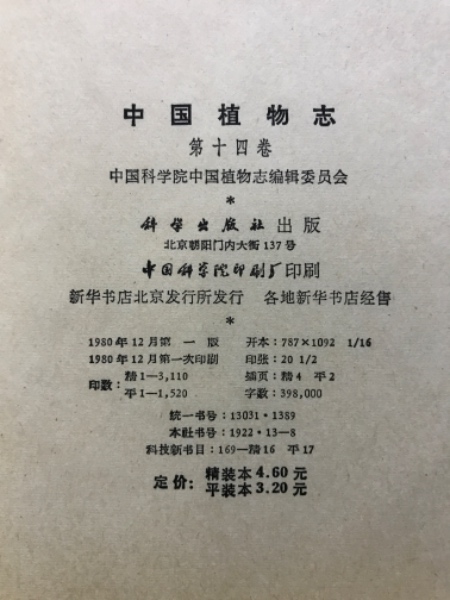 中国植物志
第十四卷
中国科学院中国植物志编辑委员会
*
科学出版社出版
北京朝阳门内大街137号
中国科学院印刷厂印刷
新华书店北京发行所发行 各地新华书店经售
*
1980年12月第一版 开本:787×1092 1/16
1980年12月第一次印刷 印张:20 1/2
印数:精1—3,110 插页:精4 平2
平1—1,520 字数:398,000
统一书号:13031·1389
本社书号:1922·13—8
科技新书目:169—精16 平17
定价:精装本4.60元
平装本3.20元